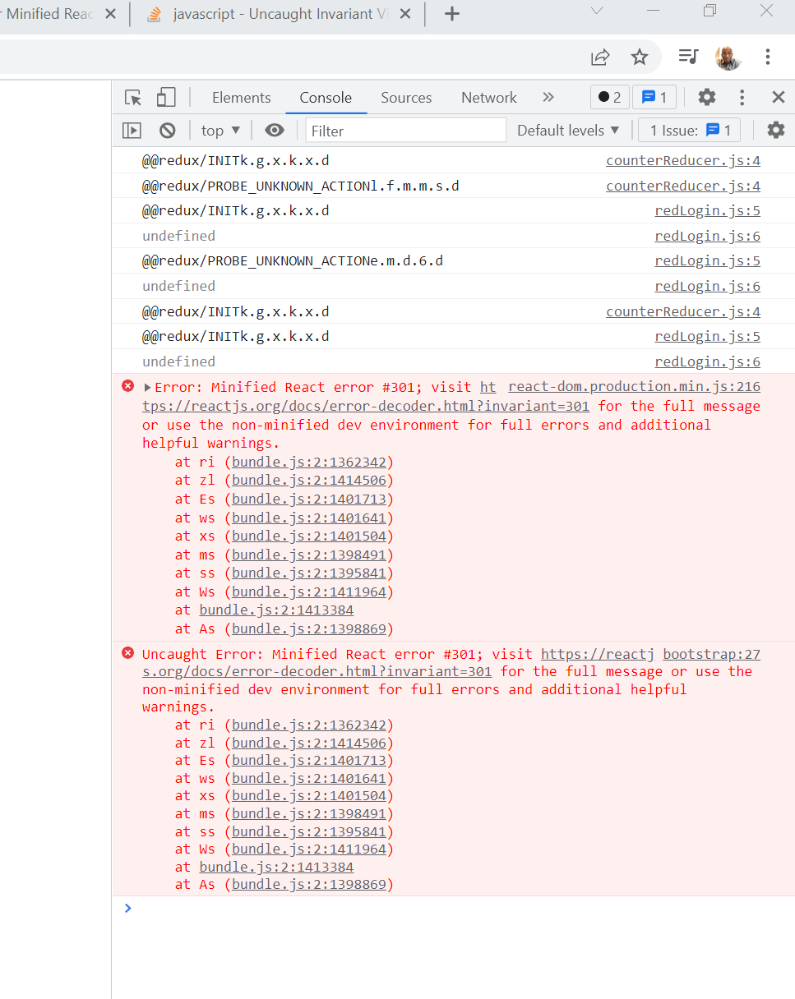 r Minified Reac
javascript - Uncaught Invariant Vi
Elements Console Sources Network » 2 1
top ▼ Filter Default levels ▼ 1 Issue: 1
@@redux/INITk.g.x.k.x.d counterReducer.js:4
@@redux/PROBE_UNKNOWN_ACTIONl.f.m.m.s.d counterReducer.js:4
@@redux/INITk.g.x.k.x.d redLogin.js:5
undefined redLogin.js:6
@@redux/PROBE_UNKNOWN_ACTIONe.m.d.6.d redLogin.js:5
undefined redLogin.js:6
@@redux/INITk.g.x.k.x.d counterReducer.js:4
@@redux/INITk.g.x.k.x.d redLogin.js:5
undefined redLogin.js:6
Error: Minified React error #301; visit ht react-dom.production.min.js:216
tps://reactjs.org/docs/error-decoder.html?invariant=301 for the full message
or use the non-minified dev environment for full errors and additional
helpful warnings.
at ri (bundle.js:2:1362342)
at zl (bundle.js:2:1414506)
at Es (bundle.js:2:1401713)
at ws (bundle.js:2:1401641)
at xs (bundle.js:2:1401504)
at ms (bundle.js:2:1398491)
at ss (bundle.js:2:1395841)
at Ws (bundle.js:2:1411964)
at bundle.js:2:1413384
at As (bundle.js:2:1398869)
Uncaught Error: Minified React error #301; visit https://reactj bootstrap:27
s.org/docs/error-decoder.html?invariant=301 for the full message or use the
non-minified dev environment for full errors and additional helpful
warnings.
at ri (bundle.js:2:1362342)
at zl (bundle.js:2:1414506)
at Es (bundle.js:2:1401713)
at ws (bundle.js:2:1401641)
at xs (bundle.js:2:1401504)
at ms (bundle.js:2:1398491)
at ss (bundle.js:2:1395841)
at Ws (bundle.js:2:1411964)
at bundle.js:2:1413384
at As (bundle.js:2:1398869)